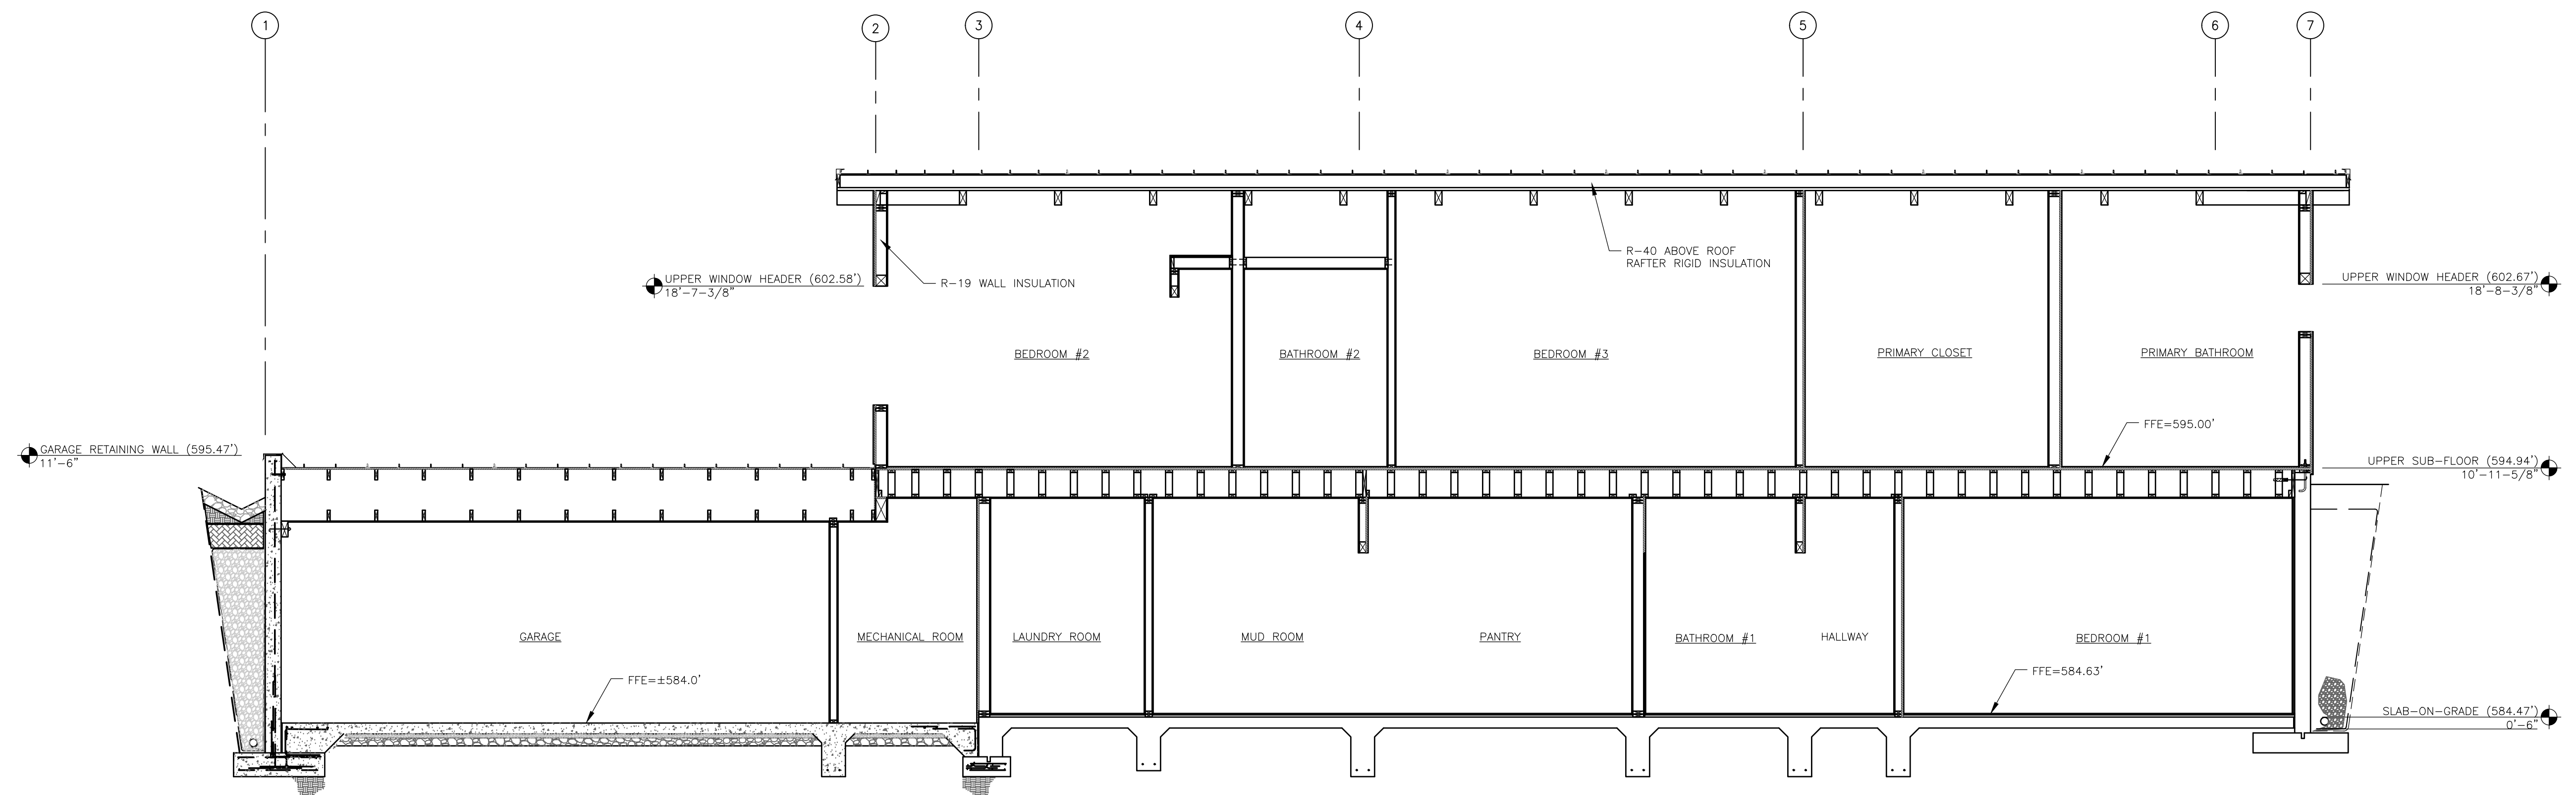 1
2
3
4
5
6
7
R-40 ABOVE ROOF
RAFTER RIGID INSULATION
UPPER WINDOW HEADER (602.58')
18'-7-3/8"
R-19 WALL INSULATION
UPPER WINDOW HEADER (602.67')
18'-8-3/8"
BEDROOM #2
BATHROOM #2
BEDROOM #3
PRIMARY CLOSET
PRIMARY BATHROOM
FFE=595.00'
GARAGE RETAINING WALL (595.47')
11'-6"
UPPER SUB-FLOOR (594.94')
10'-11-5/8"
GARAGE
MECHANICAL ROOM
LAUNDRY ROOM
MUD ROOM
PANTRY
BATHROOM #1
HALLWAY
BEDROOM #1
FFE=±584.0'
FFE=584.63'
SLAB-ON-GRADE (584.47')
0'-6"